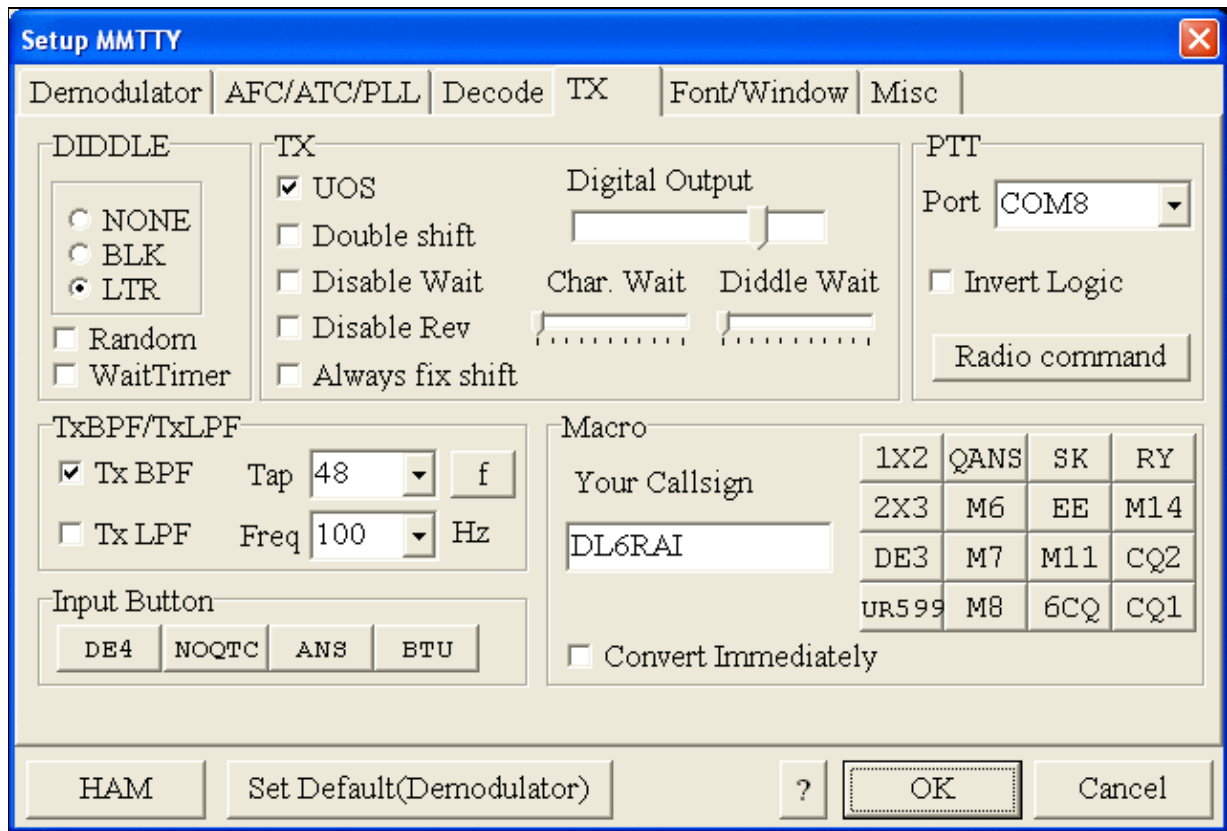 Setup MMTTY
Demodulator AFC/ATC/PLL Decode TX Font/Window Misc
DIDDLE
NONE
BLK
LTR
Random
WaitTimer
TX
UOS
Double shift
Disable Wait
Disable Rev
Always fix shift
Digital Output
Char. Wait Diddle Wait
PTT
Port COM8
Invert Logic
Radio command
TxBPF/TxLPF
Tx BPF Tap 48 f
Tx LPF Freq 100 Hz
Input Button
DE4 NOQTC ANS BTU
Macro
Your Callsign
DL6RAI
Convert Immediately
1X2 QANS SK RY
2X3 M6 EE M14
DE3 M7 M11 CQ2
UR599 M8 6CQ CQ1
HAM Set Default(Demodulator) ? OK Cancel